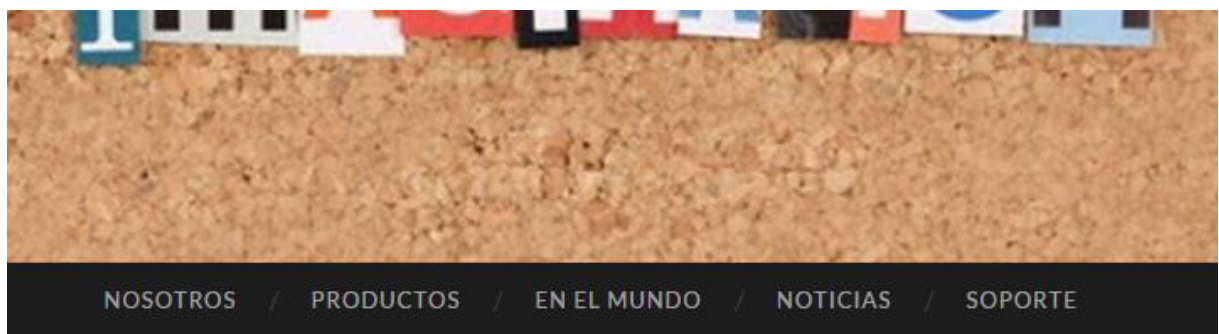 NOSOTROS / PRODUCTOS / EN EL MUNDO / NOTICIAS / SOPORTE